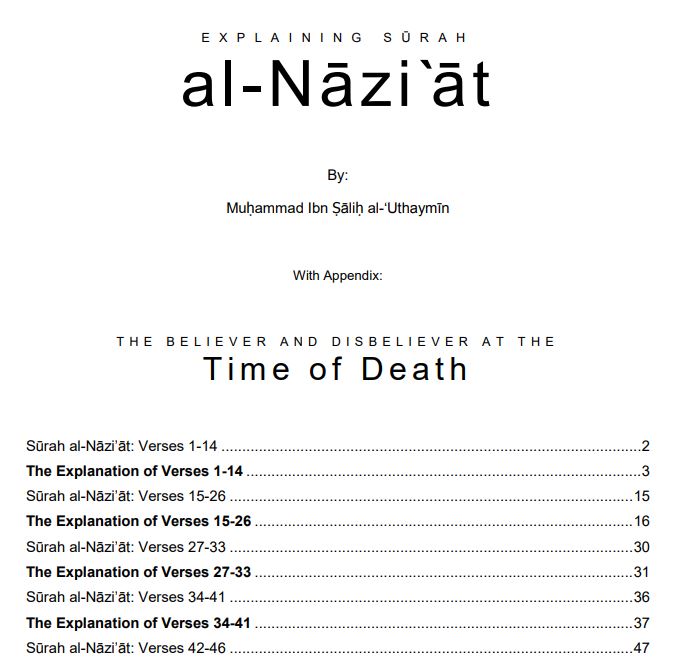 EXPLAINING SŪRAH
al-Nāzi`āt
By:
Muḥammad Ibn Ṣāliḥ al-‘Uthaymīn
With Appendix:
THE BELIEVER AND DISBELIEVER AT THE
Time of Death
Sūrah al-Nāzi’āt: Verses 1-14 ...................................................................................................... 2
The Explanation of Verses 1-14 ................................................................................................ 3
Sūrah al-Nāzi’āt: Verses 15-26 .................................................................................................. 15
The Explanation of Verses 15-26 ............................................................................................ 16
Sūrah al-Nāzi’āt: Verses 27-33 .................................................................................................. 30
The Explanation of Verses 27-33 ............................................................................................ 31
Sūrah al-Nāzi’āt: Verses 34-41 .................................................................................................. 36
The Explanation of Verses 34-41 ............................................................................................ 37
Sūrah al-Nāzi’āt: Verses 42-46 .................................................................................................. 47